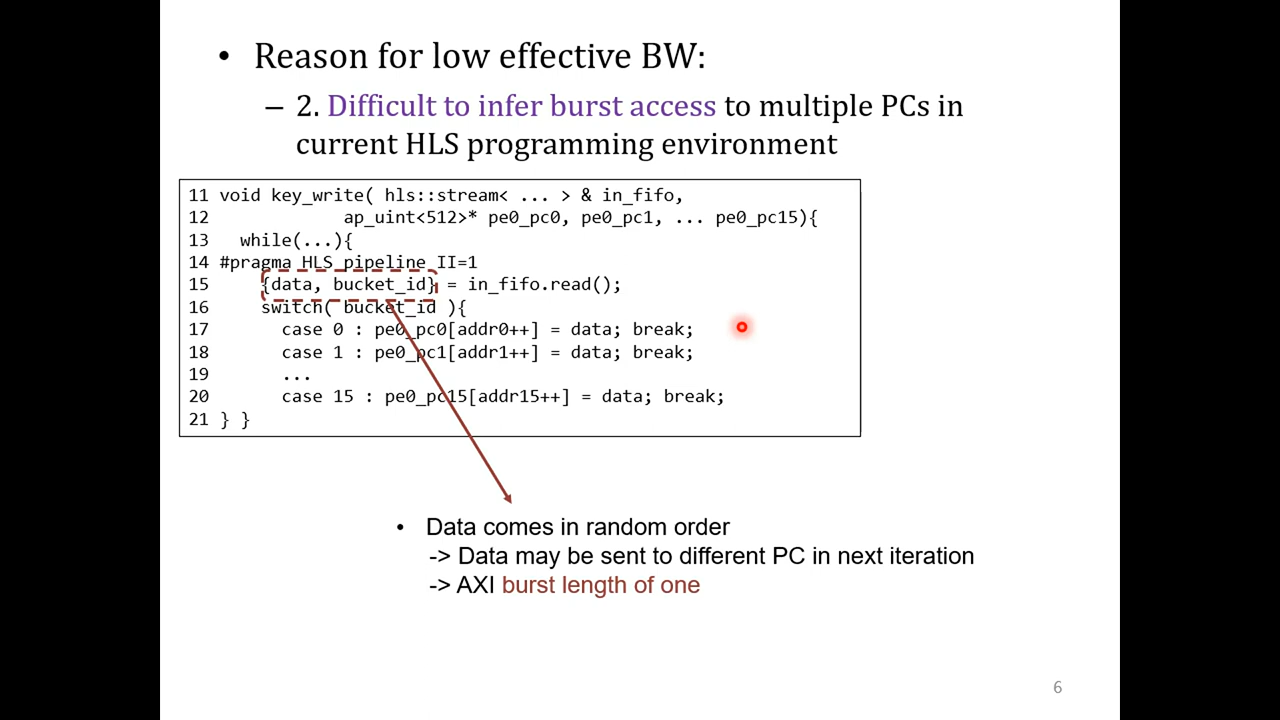 • Reason for low effective BW:
– 2. Difficult to infer burst access to multiple PCs in
current HLS programming environment
11 void key_write( hls::stream< ... > & in_fifo,
12 ap_uint<512>* pe0_pc0, pe0_pc1, ... pe0_pc15){
13 while(...){
14 #pragma HLS pipeline II=1
15 {data, bucket_id} = in_fifo.read();
16 switch( bucket_id ){
17 case 0 : pe0_pc0[addr0++] = data; break;
18 case 1 : pe0_pc1[addr1++] = data; break;
19 ...
20 case 15 : pe0_pc15[addr15++] = data; break;
21 } }
• Data comes in random order
-> Data may be sent to different PC in next iteration
-> AXI burst length of one
6